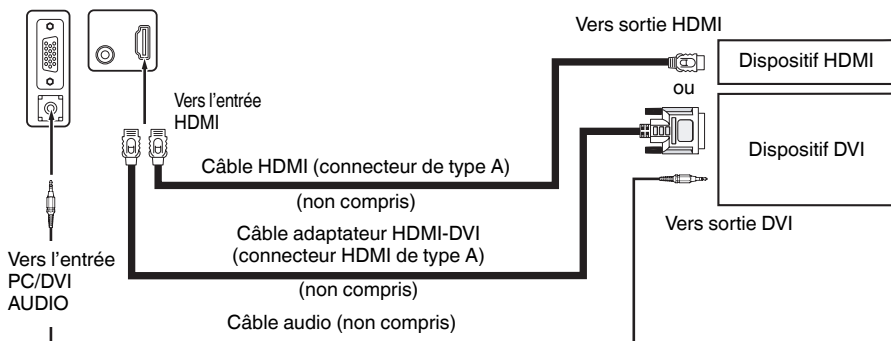 Vers sortie HDMI
Dispositif HDMI
ou
Vers l'entrée
HDMI
Dispositif DVI
Câble HDMI (connecteur de type A)
(non compris)
Vers sortie DVI
Câble adaptateur HDMI-DVI
(connecteur HDMI de type A)
(non compris)
Vers l'entrée
PC/DVI
AUDIO
Câble audio (non compris)